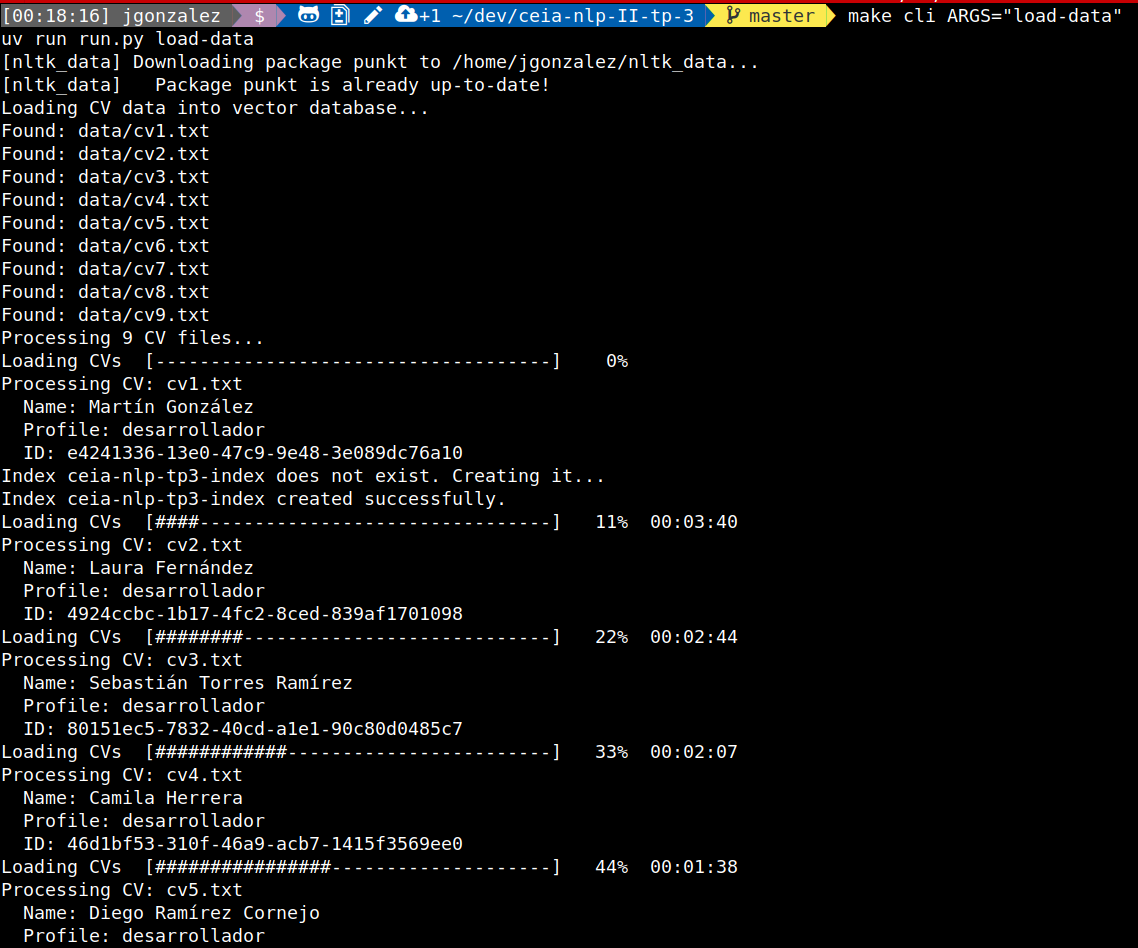 [00:18:16] jgonzalez $ +1 ~/dev/ceia-nlp-II-tp-3 master make cli ARGS="load-data"
uv run run.py load-data
[nltk_data] Downloading package punkt to /home/jgonzalez/nltk_data...
[nltk_data]   Package punkt is already up-to-date!
Loading CV data into vector database...
Found: data/cv1.txt
Found: data/cv2.txt
Found: data/cv3.txt
Found: data/cv4.txt
Found: data/cv5.txt
Found: data/cv6.txt
Found: data/cv7.txt
Found: data/cv8.txt
Found: data/cv9.txt
Processing 9 CV files...
Loading CVs  [------------------------------------]    0%
Processing CV: cv1.txt
  Name: Martín González
  Profile: desarrollador
  ID: e4241336-13e0-47c9-9e48-3e089dc76a10
Index ceia-nlp-tp3-index does not exist. Creating it...
Index ceia-nlp-tp3-index created successfully.
Loading CVs  [####--------------------------------]   11%  00:03:40
Processing CV: cv2.txt
  Name: Laura Fernández
  Profile: desarrollador
  ID: 4924ccbc-1b17-4fc2-8ced-839af1701098
Loading CVs  [########----------------------------]   22%  00:02:44
Processing CV: cv3.txt
  Name: Sebastián Torres Ramírez
  Profile: desarrollador
  ID: 80151ec5-7832-40cd-a1e1-90c80d0485c7
Loading CVs  [############------------------------]   33%  00:02:07
Processing CV: cv4.txt
  Name: Camila Herrera
  Profile: desarrollador
  ID: 46d1bf53-310f-46a9-acb7-1415f3569ee0
Loading CVs  [################--------------------]   44%  00:01:38
Processing CV: cv5.txt
  Name: Diego Ramírez Cornejo
  Profile: desarrollador